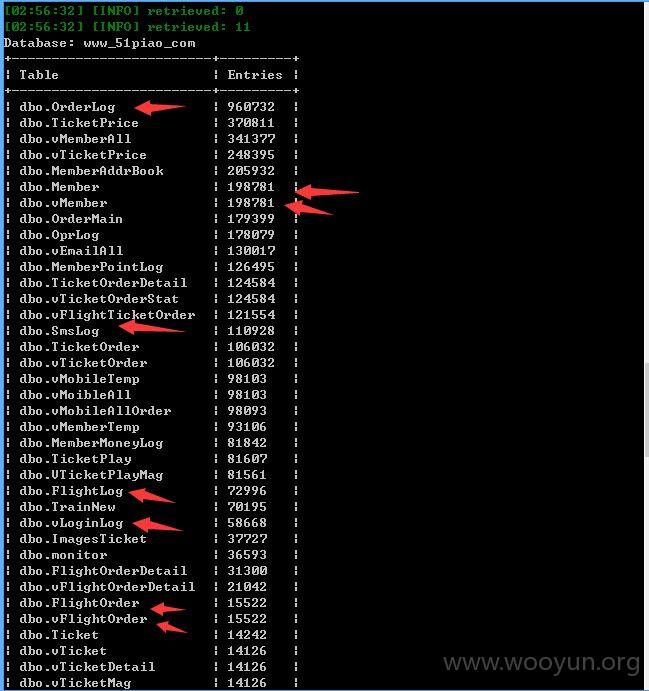 [02:56:32] [INFO] retrieved: 0
[02:56:32] [INFO] retrieved: 11
Database: www_51piao_com
+--------------------------+----------+
| Table | Entries |
+--------------------------+----------+
| dbo.OrderLog | 960732 |
| dbo.TicketPrice | 370811 |
| dbo.vMemberAll | 341377 |
| dbo.vTicketPrice | 248395 |
| dbo.MemberAddrBook | 205932 |
| dbo.Member | 198781 |
| dbo.vMember | 198781 |
| dbo.OrderMain | 179399 |
| dbo.OprLog | 178079 |
| dbo.vEmailAll | 130017 |
| dbo.MemberPointLog | 126495 |
| dbo.TicketOrderDetail | 124584 |
| dbo.vTicketOrderStat | 124584 |
| dbo.vFlightTicketOrder | 121554 |
| dbo.SmsLog | 110928 |
| dbo.TicketOrder | 106032 |
| dbo.vTicketOrder | 106032 |
| dbo.vMobileTemp | 98103 |
| dbo.vMoibleAll | 98103 |
| dbo.vMobileAllOrder | 98093 |
| dbo.vMemberTemp | 93106 |
| dbo.MemberMoneyLog | 81842 |
| dbo.TicketPlay | 81607 |
| dbo.VTicketPlayMag | 81561 |
| dbo.FlightLog | 72996 |
| dbo.TrainNew | 70195 |
| dbo.vLoginLog | 58668 |
| dbo.ImagesTicket | 37727 |
| dbo.monitor | 36593 |
| dbo.FlightOrderDetail | 31300 |
| dbo.vFlightOrderDetail | 21042 |
| dbo.FlightOrder | 15522 |
| dbo.vFlightOrder | 15522 |
| dbo.Ticket | 14242 |
| dbo.vTicket | 14126 |
| dbo.vTicketDetail | 14126 |
| dbo.vTicketMag | 14126 |
www.wooyun.org